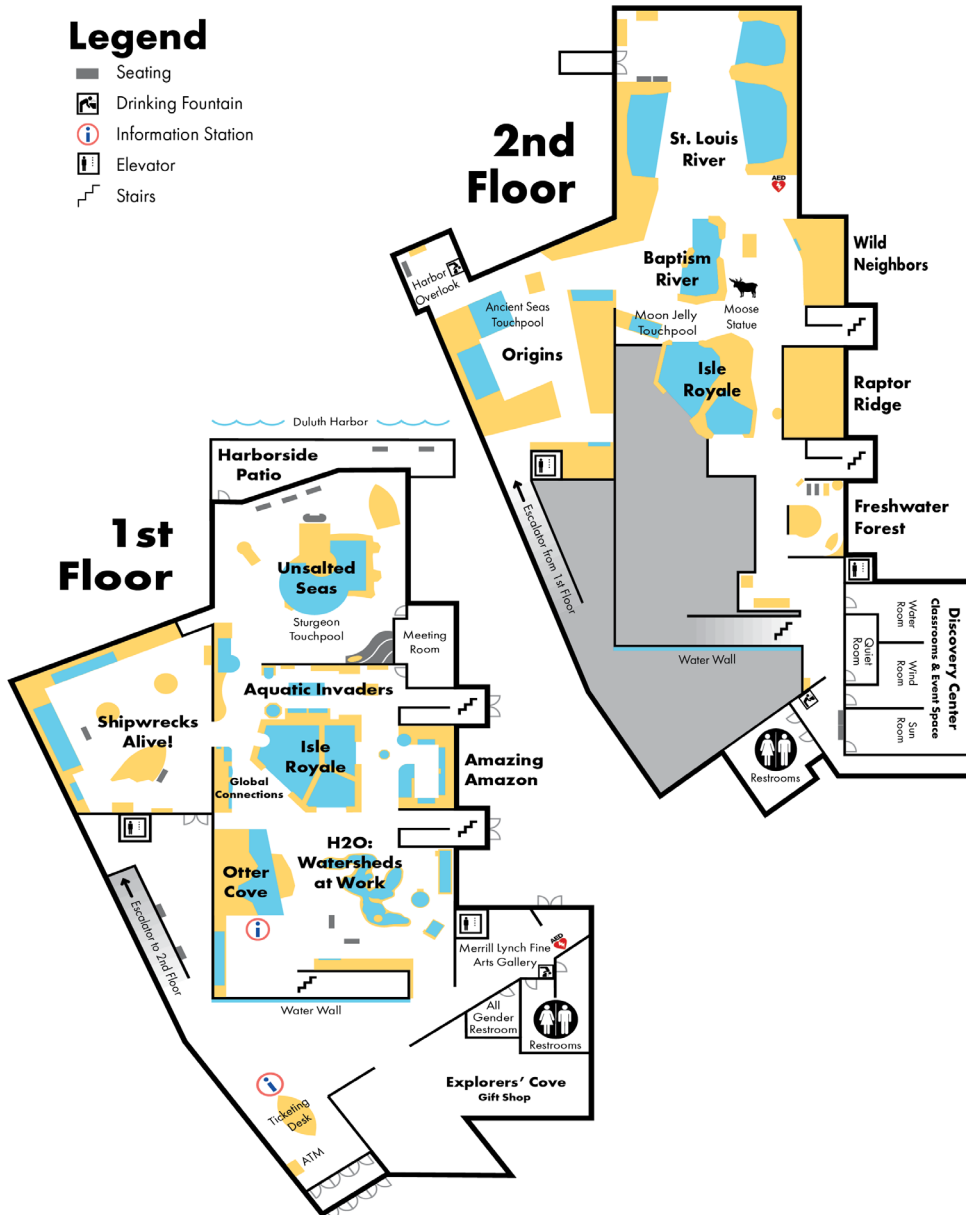 Legend
Seating
Drinking Fountain
Information Station
Elevator
Stairs
2nd
Floor
St. Louis
River
AED
Wild
Neighbors
Baptism
River
Harbor
Overlook
Ancient Seas
Touchpool
Moon Jelly
Touchpool
Moose
Statue
Origins
Isle
Royale
Raptor
Ridge
Escalator from 1st Floor
Freshwater
Forest
Water
Room
Quiet
Room
Wind
Room
Sun
Room
Discovery Center
Classrooms & Event Space
Water Wall
Restrooms
Duluth Harbor
Harborside
Patio
1st
Floor
Unsalted
Seas
Sturgeon
Touchpool
Meeting
Room
Aquatic Invaders
Shipwrecks
Alive!
Isle
Royale
Global
Connections
Amazing
Amazon
H2O:
Watersheds
at Work
Otter
Cove
Escalator to 2nd Floor
Merrill Lynch Fine
Arts Gallery
AED
Water Wall
All
Gender
Restroom
Restrooms
Explorers' Cove
Gift Shop
Ticketing
Desk
ATM